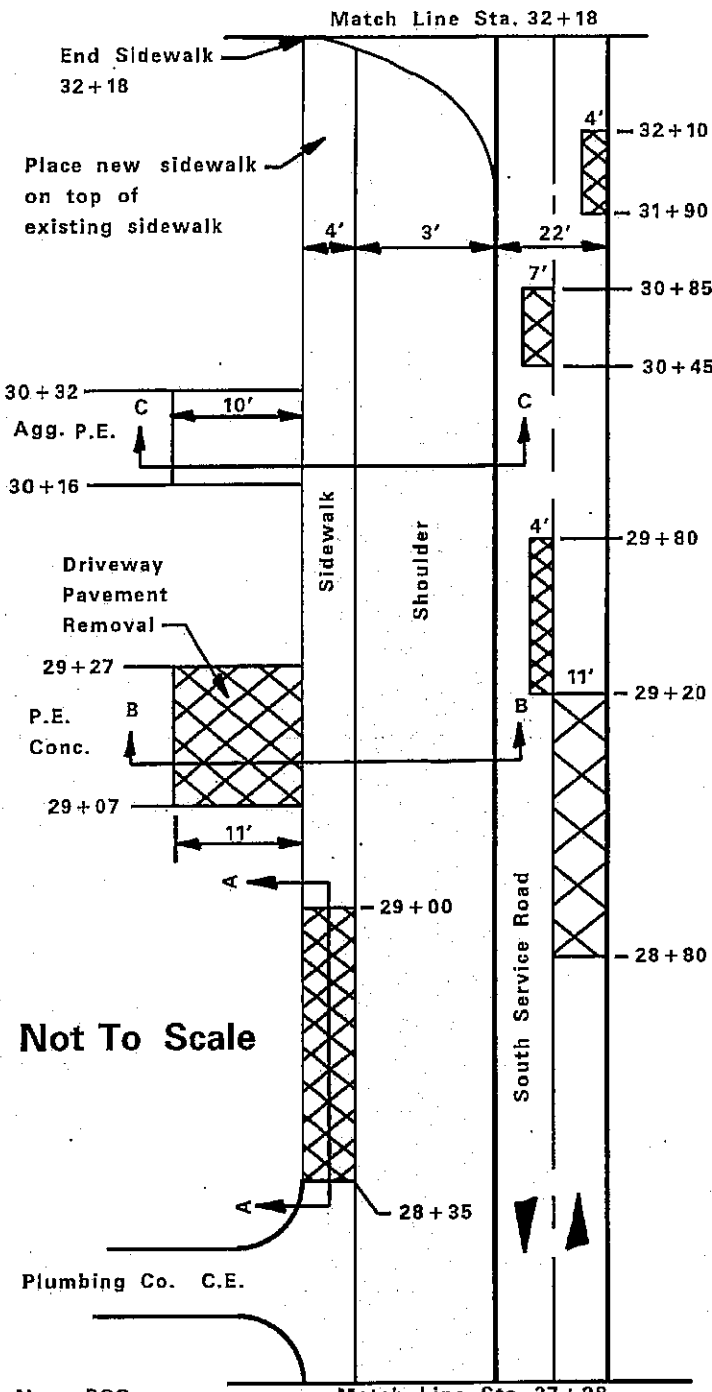 Match Line Sta. 32+18
End Sidewalk
32+18
4'
32+10
Place new sidewalk
on top of
existing sidewalk
31+90
4'
3'
22'
7'
30+85
30+45
30+32
C
10'
C
Agg. P.E.
30+16
Sidewalk
Shoulder
4'
29+80
Driveway
Pavement
Removal
29+27
11'
29+20
P.E.
Conc.
B
B
29+07
11'
A
29+00
South Service Road
28+80
Not To Scale
A
28+35
Plumbing Co. C.E.